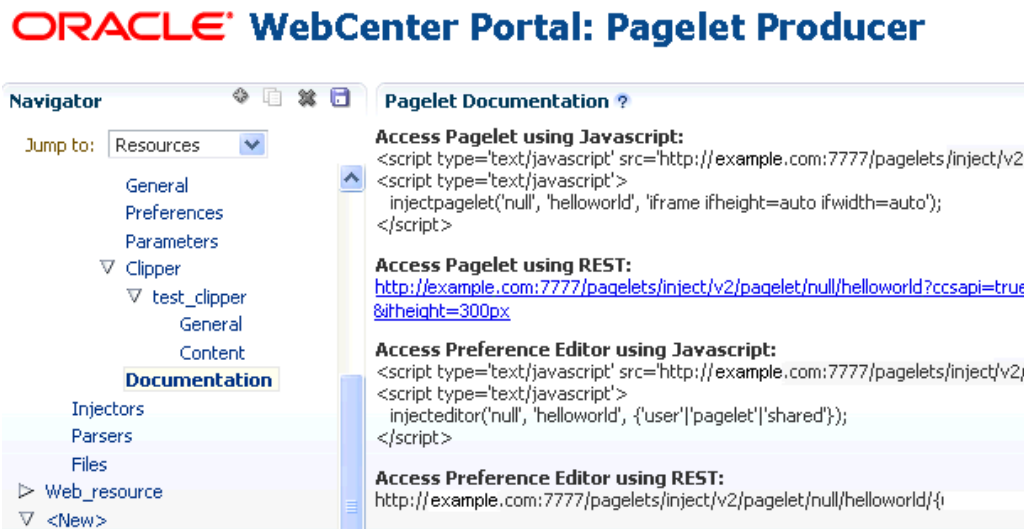 ORACLE® WebCenter Portal: Pagelet Producer
Navigator
Jump to: Resources
General
Preferences
Parameters
Clipper
test_clipper
General
Content
Documentation
Injectors
Parsers
Files
Web_resource
<New>
Pagelet Documentation ?
Access Pagelet using Javascript:
<script type='text/javascript' src='http://example.com:7777/pagelets/inject/v2
<script type='text/javascript'>
injectpagelet('null', 'helloworld', 'iframe ifheight=auto ifwidth=auto');
</script>
Access Pagelet using REST:
http://example.com:7777/pagelets/inject/v2/pagelet/null/helloworld?ccsapi=true
&ifheight=300px
Access Preference Editor using Javascript:
<script type='text/javascript' src='http://example.com:7777/pagelets/inject/v2/
<script type='text/javascript'>
injecteditor('null', 'helloworld', {'user'|'pagelet'|'shared'});
</script>
Access Preference Editor using REST:
http://example.com:7777/pagelets/inject/v2/pagelet/null/helloworld/{